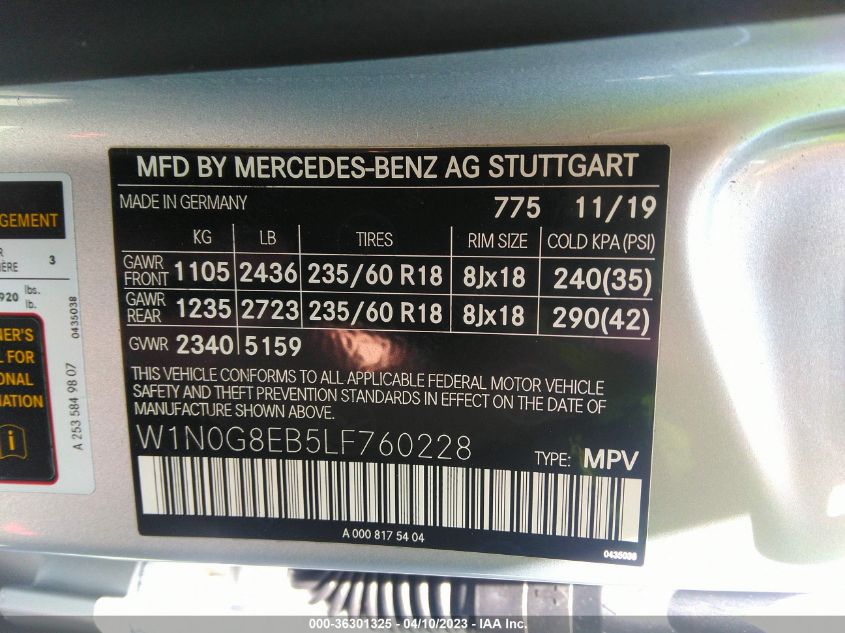 MFD BY MERCEDES-BENZ AG STUTTGART
MADE IN GERMANY 775 11/19
KG LB TIRES RIM SIZE COLD KPA(PSI)
GAWR FRONT 1105 2436 235/60 R18 8Jx18 240(35)
GAWR REAR 1235 2723 235/60 R18 8Jx18 290(42)
GVWR 2340 5159
THIS VEHICLE CONFORMS TO ALL APPLICABLE FEDERAL MOTOR VEHICLE
SAFETY AND THEFT PREVENTION STANDARDS IN EFFECT ON THE DATE OF
MANUFACTURE SHOWN ABOVE.
W1N0G8EB5LF760228
TYPE: MPV
A 000 817 54 04
0435038
GEMENT
3
920 lbs.
lb.
NER'S
L FOR
ONAL
MATION
A 253 584 98 07 0435038
000-36301325 - 04/10/2023 - IAA Inc.